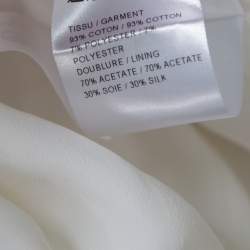 TISSU / GARMENT
93% COTON / 93% COTTON
7% POLYESTER / 7%
POLYESTER
DOUBLURE / LINING
70% ACETATE / 70% ACETATE
30% SOIE / 30% SILK